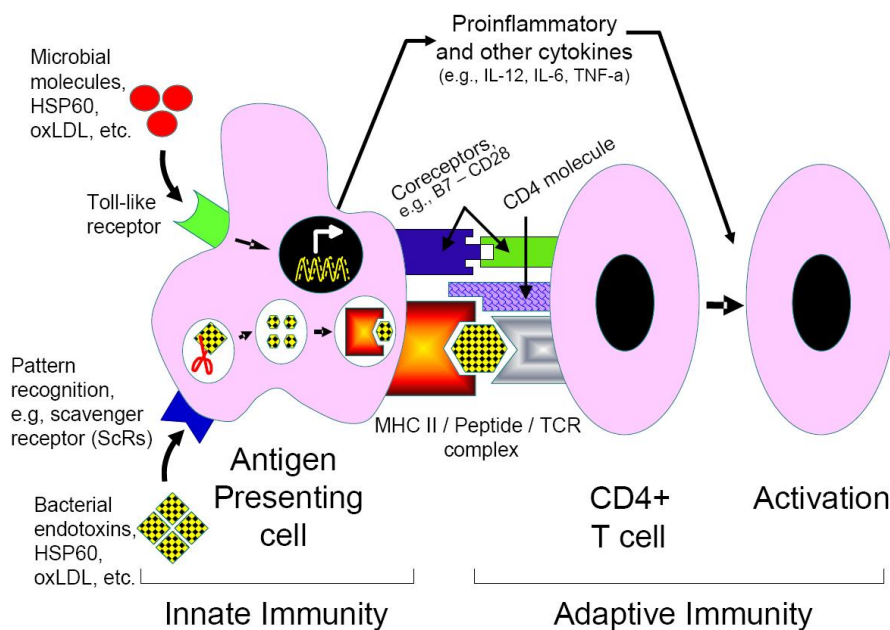 Proinflammatory
and other cytokines
(e.g., IL-12, IL-6, TNF-a)
Microbial
molecules,
HSP60,
oxLDL, etc.
Toll-like
receptor
Coreceptors,
e.g., B7 – CD28
CD4 molecule
Pattern
recognition,
e.g, scavenger
receptor (ScRs)
MHC II / Peptide / TCR
complex
Antigen
Presenting
cell
CD4+
T cell
Activation
Bacterial
endotoxins,
HSP60,
oxLDL, etc.
Innate Immunity
Adaptive Immunity